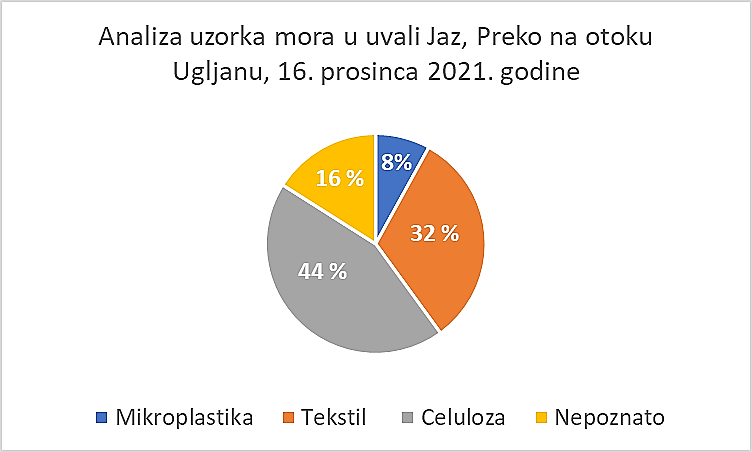 Analiza uzorka mora u uvali Jaz, Preko na otoku
Ugljanu, 16. prosinca 2021. godine
8%
16 %
32 %
44 %
Mikroplastika Tekstil Celuloza Nepoznato